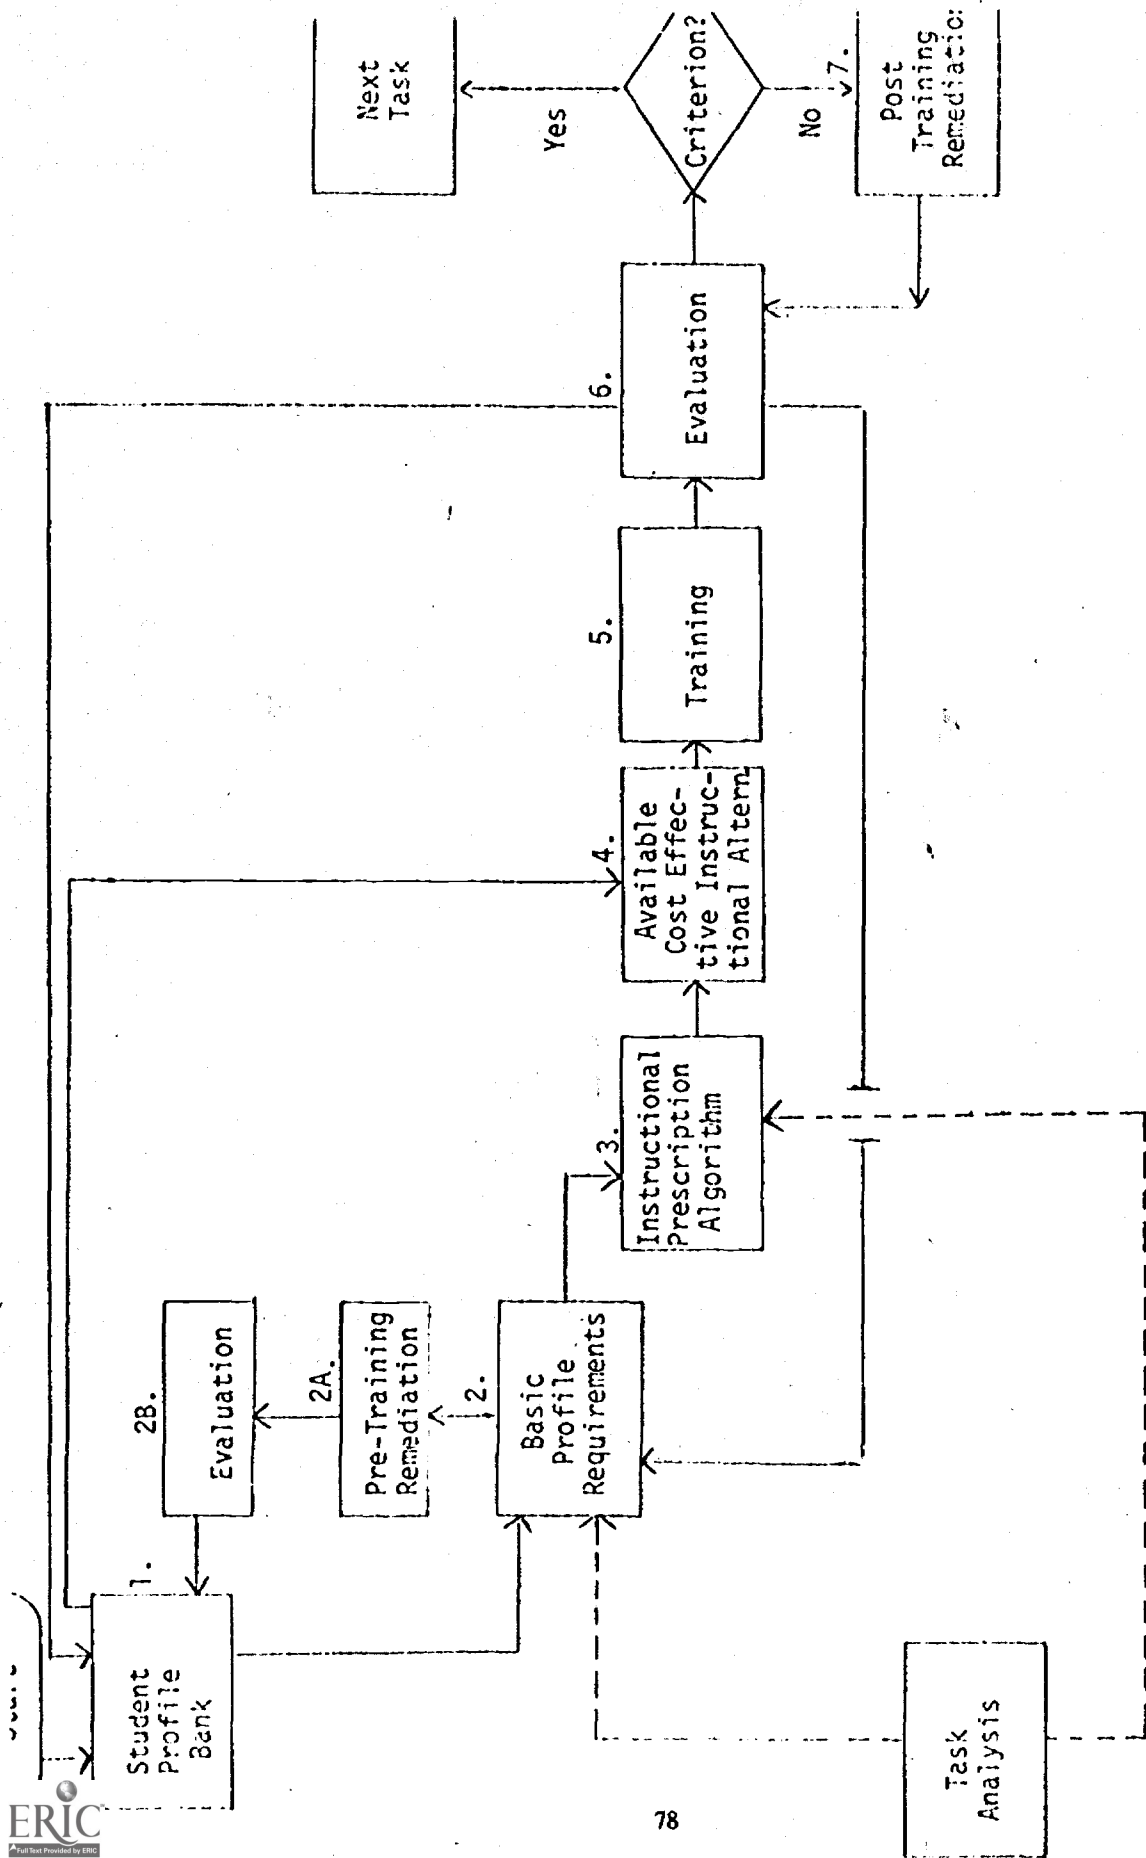 1.
Student
Profile
Bank
2B.
Evaluation
2A.
Pre-Training
Remediation
2.
Basic
Profile
Requirements
3.
Instructional
Prescription
Algorithm
4.
Available
Cost Effec-
tive Instruc-
tional Altern
5.
Training
6.
Evaluation
Criterion?
Yes
Next
Task
No
7.
Post
Training
Remediation
Task
Analysis
78
ERIC
Full Text Provided by ERIC